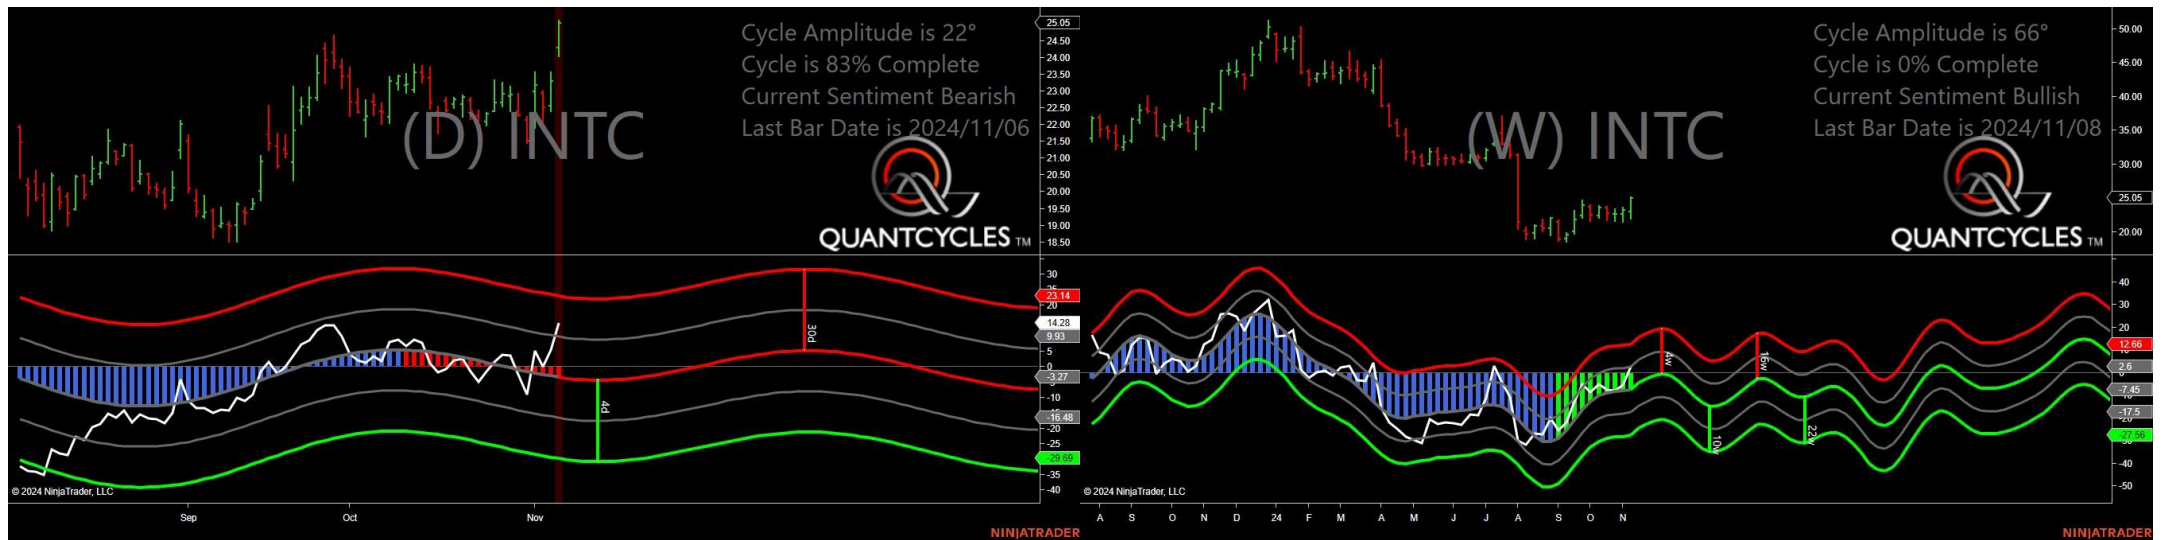 Cycle Amplitude is 22°
Cycle is 83% Complete
Current Sentiment Bearish
Last Bar Date is 2024/11/06
(D) INTC
QUANTCYCLES TM
25.05
24.50
24.00
23.50
23.00
22.50
22.00
21.50
21.00
20.50
20.00
19.50
19.00
18.50
30
23.14
20
14.28
9.93
5
0
-3.27
-10
-16.48
-20
-25
-29.69
-35
-40
30d
4d
© 2024 NinjaTrader, LLC
Sep
Oct
Nov
NINJATRADER
Cycle Amplitude is 66°
Cycle is 0% Complete
Current Sentiment Bullish
Last Bar Date is 2024/11/08
(W) INTC
QUANTCYCLES TM
50.00
45.00
40.00
35.00
30.00
25.05
20.00
40
30
20
12.66
2.6
-7.45
-17.5
-27.56
-40
-50
4w
16w
10w
22w
© 2024 NinjaTrader, LLC
A S O N D 24 F M A M J J A S O N
NINJATRADER